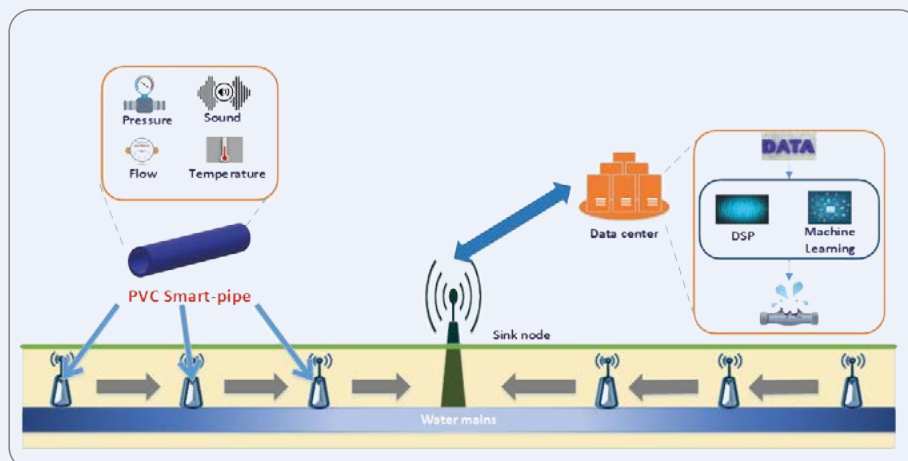 Pressure
Sound
Flow
Temperature
PVC Smart-pipe
Data center
DATA
DSP
Machine
Learning
Sink node
Water mains